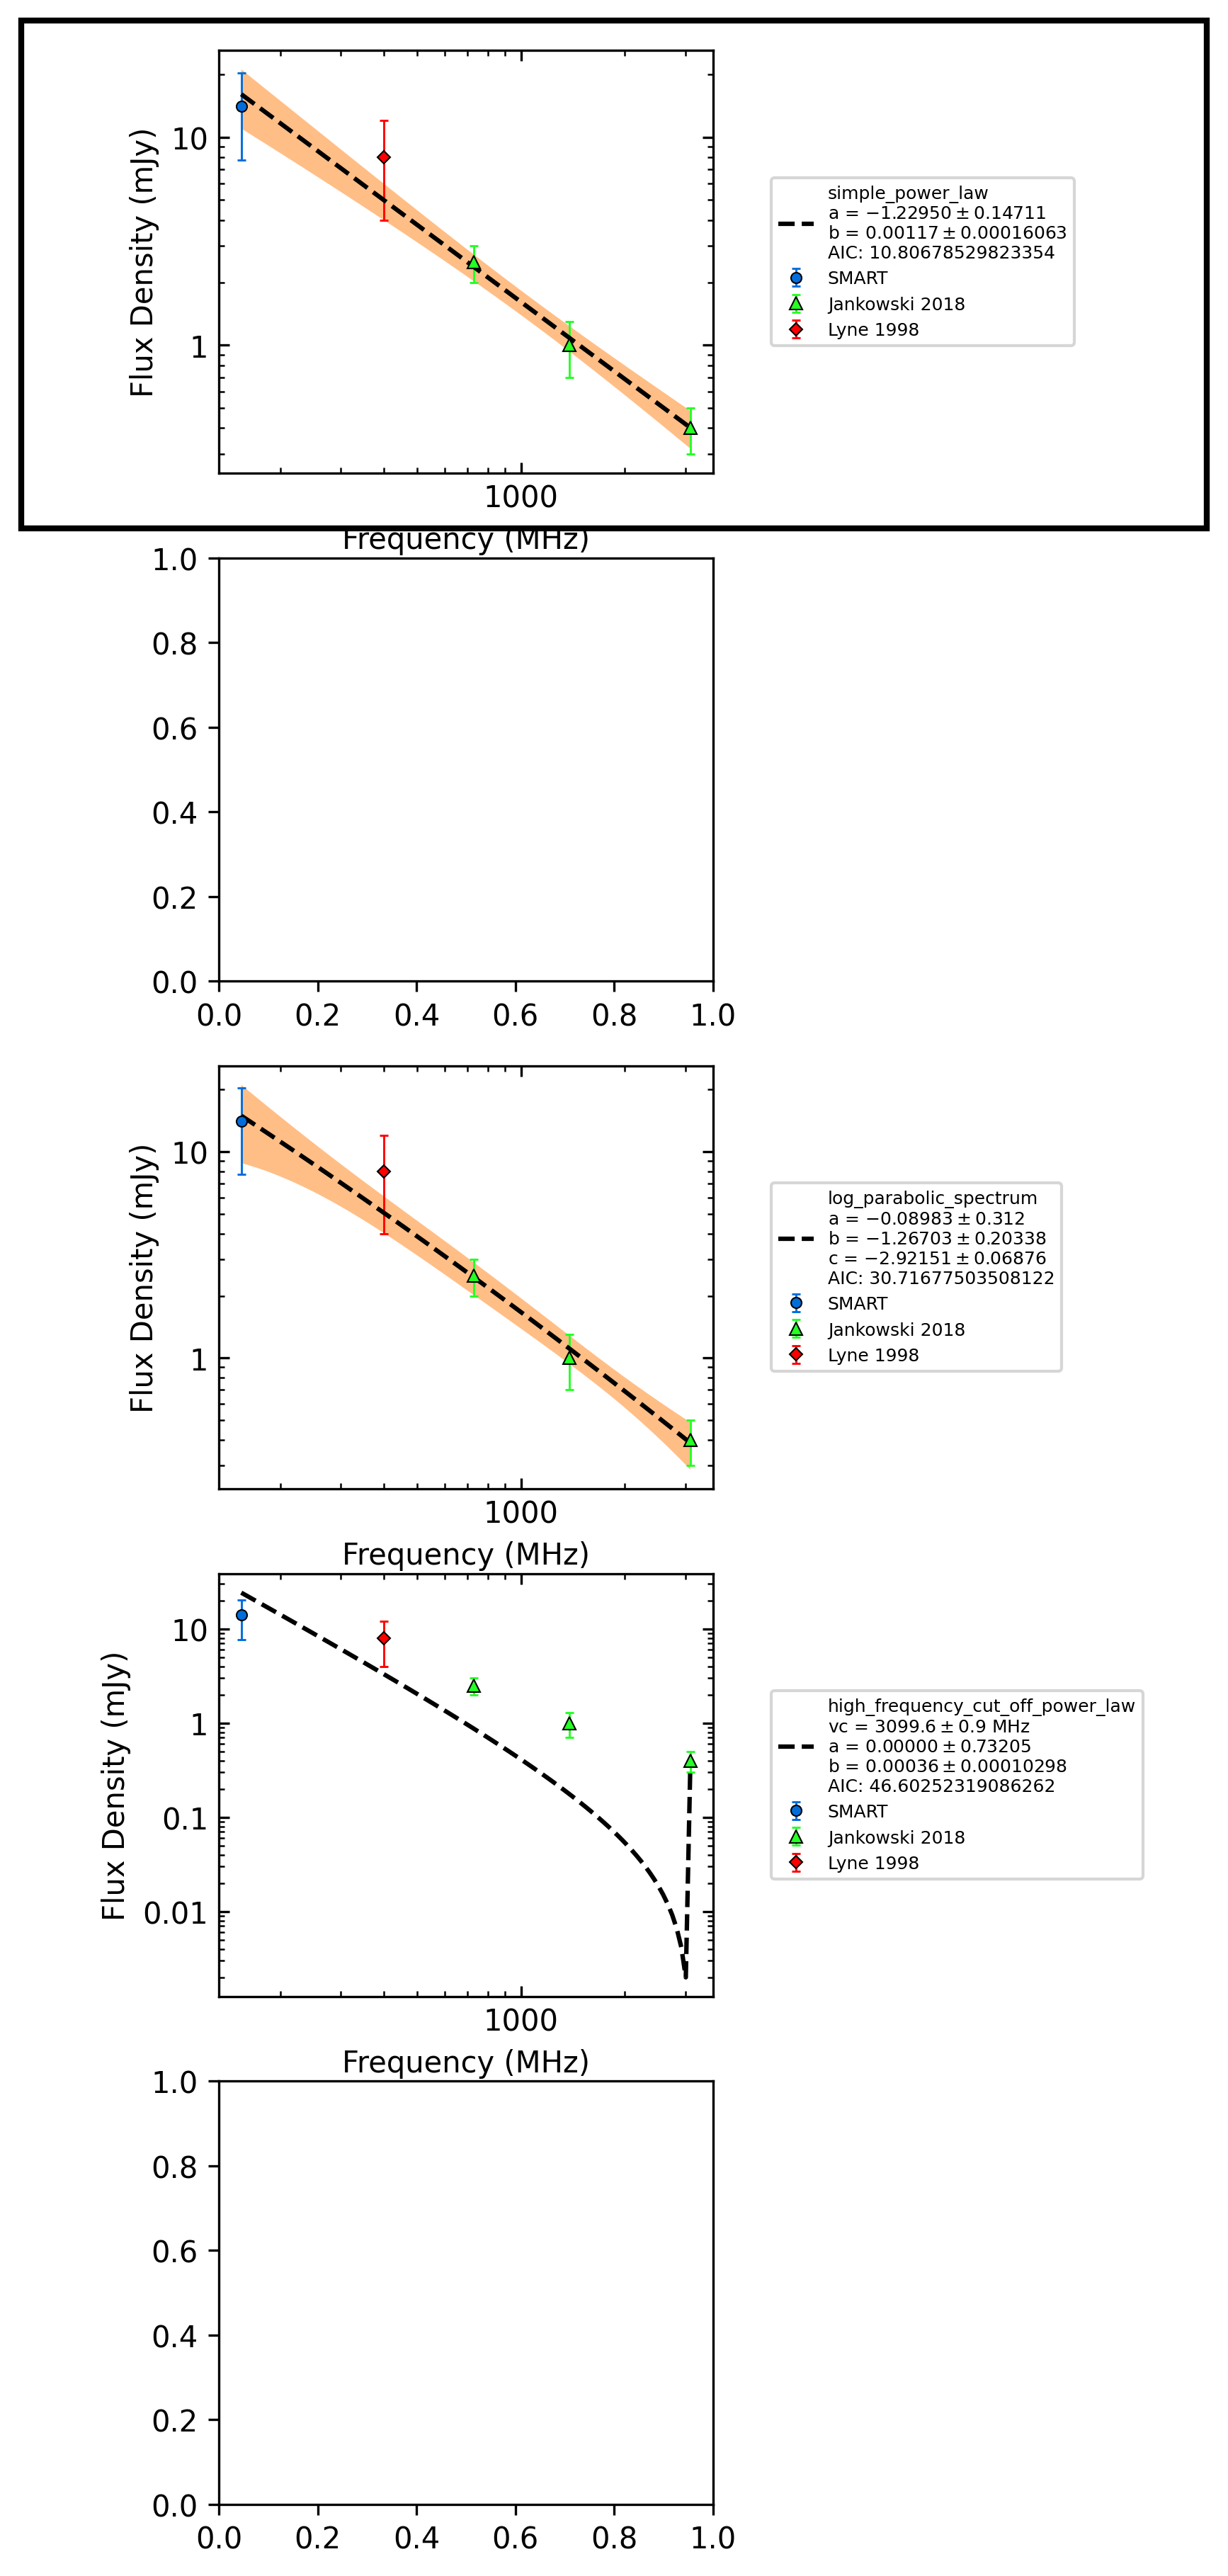 10
1
Flux Density (mJy)
1000
Frequency (MHz)
simple_power_law
a = −1.22950 ± 0.14711
b = 0.00117 ± 0.00016063
AIC: 10.80678529823354
SMART
Jankowski 2018
Lyne 1998
1.0
0.8
0.6
0.4
0.2
0.0
0.0 0.2 0.4 0.6 0.8 1.0
10
1
Flux Density (mJy)
1000
Frequency (MHz)
log_parabolic_spectrum
a = −0.08983 ± 0.312
b = −1.26703 ± 0.20338
c = −2.92151 ± 0.06876
AIC: 30.71677503508122
SMART
Jankowski 2018
Lyne 1998
10
1
0.1
0.01
Flux Density (mJy)
1000
Frequency (MHz)
high_frequency_cut_off_power_law
vc = 3099.6 ± 0.9 MHz
a = 0.00000 ± 0.73205
b = 0.00036 ± 0.00010298
AIC: 46.60252319086262
SMART
Jankowski 2018
Lyne 1998
1.0
0.8
0.6
0.4
0.2
0.0
0.0 0.2 0.4 0.6 0.8 1.0